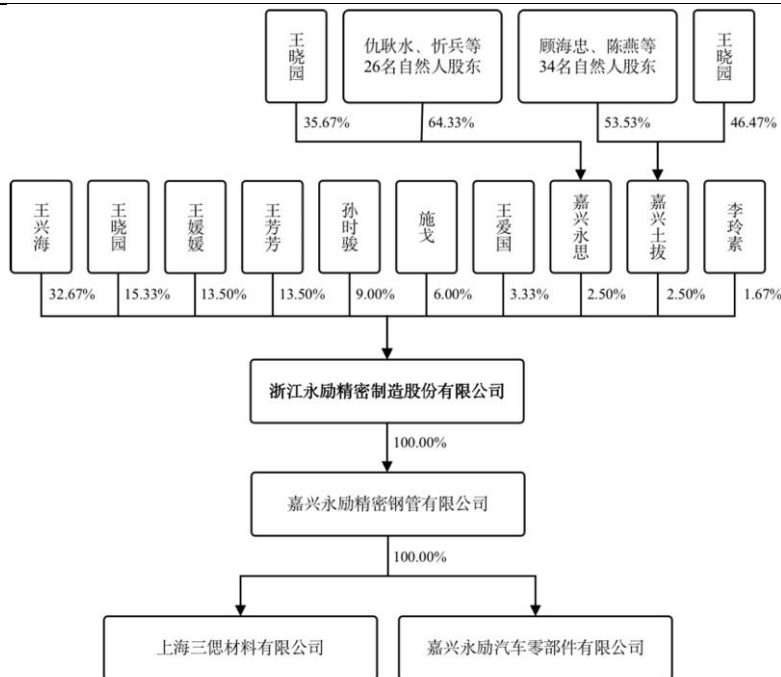 王晓园
仇耿水、忻兵等
26名自然人股东
顾海忠、陈燕等
34名自然人股东
王晓园
35.67%
64.33%
53.53%
46.47%
王兴海
王晓园
王媛媛
王芳芳
孙时骏
施戈
王爱国
嘉兴永思
嘉兴土拔
李玲素
32.67%
15.33%
13.50%
13.50%
9.00%
6.00%
3.33%
2.50%
2.50%
1.67%
浙江永励精密制造股份有限公司
100.00%
嘉兴永励精密钢管有限公司
100.00%
上海三偲材料有限公司
嘉兴永励汽车零部件有限公司